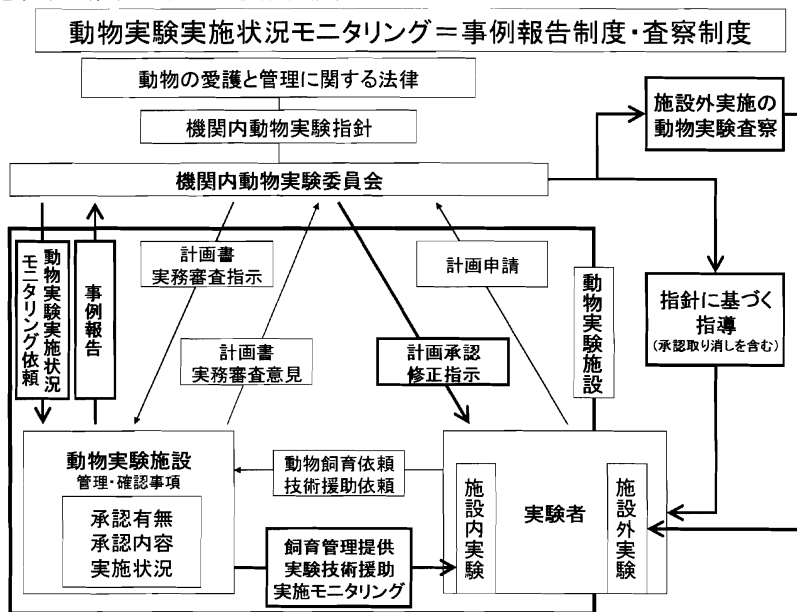 動物実験実施状況モニタリング＝事例報告制度・査察制度
動物の愛護と管理に関する法律
機関内動物実験指針
機関内動物実験委員会
施設外実施の
動物実験査察
動物実験実施状況
モニタリング依頼
事例報告
計画書
実務審査指示
計画書
実務審査意見
計画申請
計画承認
修正指示
動物実験施設
指針に基づく
指導
(承認取り消しを含む)
動物実験施設
管理・確認事項
承認有無
承認内容
実施状況
動物飼育依頼
技術援助依頼
飼育管理提供
実験技術援助
実施モニタリング
施設内実験
実験者
施設外実験